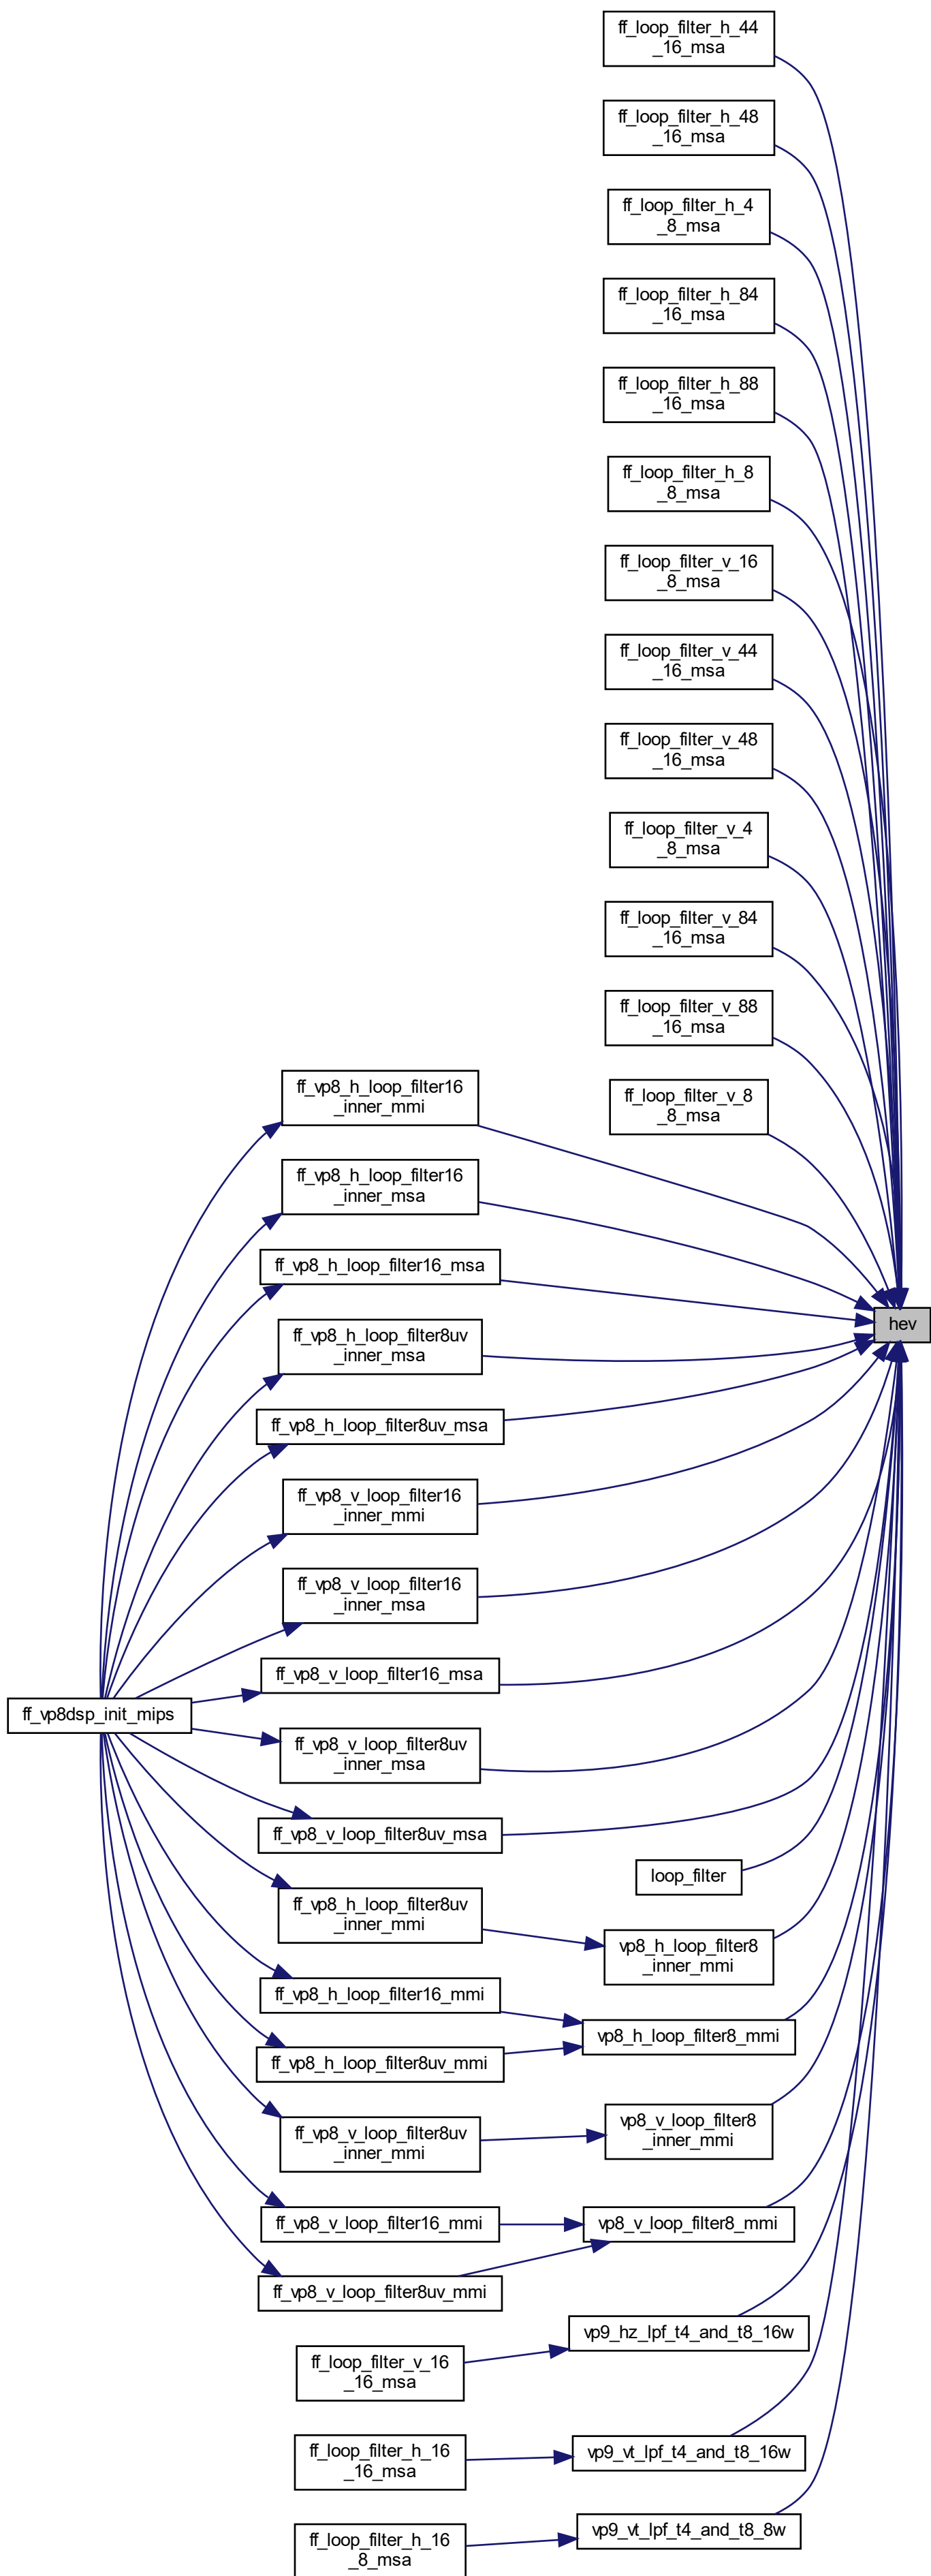 ff_loop_filter_h_44
_16_msa
ff_loop_filter_h_48
_16_msa
ff_loop_filter_h_4
_8_msa
ff_loop_filter_h_84
_16_msa
ff_loop_filter_h_88
_16_msa
ff_loop_filter_h_8
_8_msa
ff_loop_filter_v_16
_8_msa
ff_loop_filter_v_44
_16_msa
ff_loop_filter_v_48
_16_msa
ff_loop_filter_v_4
_8_msa
ff_loop_filter_v_84
_16_msa
ff_loop_filter_v_88
_16_msa
ff_loop_filter_v_8
_8_msa
ff_vp8_h_loop_filter16
_inner_mmi
ff_vp8_h_loop_filter16
_inner_msa
ff_vp8_h_loop_filter16_msa
hev
ff_vp8_h_loop_filter8uv
_inner_msa
ff_vp8_h_loop_filter8uv_msa
ff_vp8_v_loop_filter16
_inner_mmi
ff_vp8_v_loop_filter16
_inner_msa
ff_vp8_v_loop_filter16_msa
ff_vp8dsp_init_mips
ff_vp8_v_loop_filter8uv
_inner_msa
ff_vp8_v_loop_filter8uv_msa
loop_filter
ff_vp8_h_loop_filter8uv
_inner_mmi
vp8_h_loop_filter8
_inner_mmi
ff_vp8_h_loop_filter16_mmi
vp8_h_loop_filter8_mmi
ff_vp8_h_loop_filter8uv_mmi
ff_vp8_v_loop_filter8uv
_inner_mmi
vp8_v_loop_filter8
_inner_mmi
ff_vp8_v_loop_filter16_mmi
vp8_v_loop_filter8_mmi
ff_vp8_v_loop_filter8uv_mmi
vp9_hz_lpf_t4_and_t8_16w
ff_loop_filter_v_16
_16_msa
vp9_vt_lpf_t4_and_t8_16w
ff_loop_filter_h_16
_16_msa
vp9_vt_lpf_t4_and_t8_8w
ff_loop_filter_h_16
_8_msa